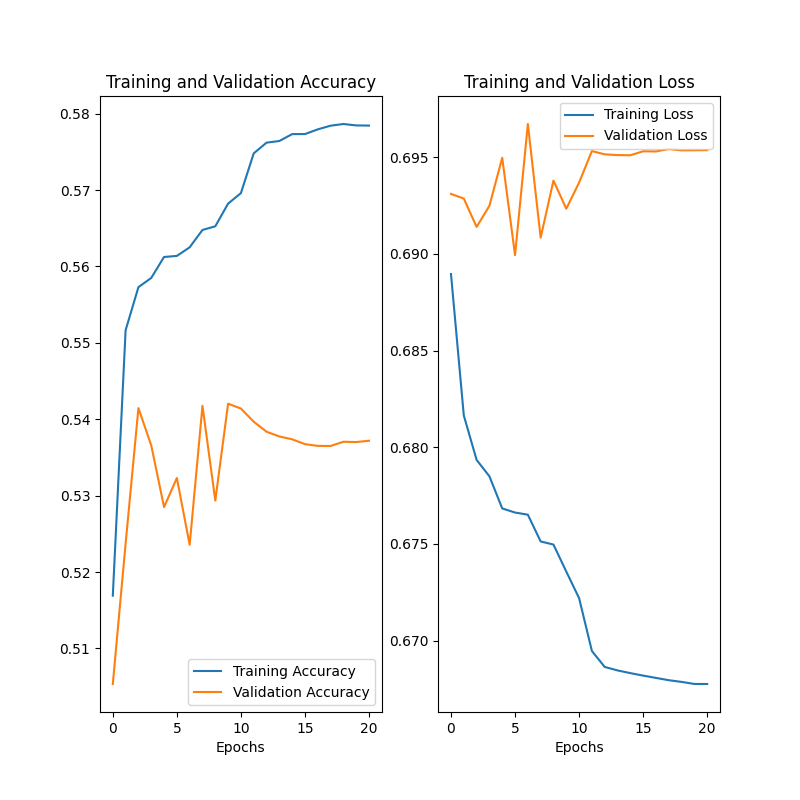 Training and Validation Accuracy
0.58
0.57
0.56
0.55
0.54
0.53
0.52
0.51
Training Accuracy
Validation Accuracy
0 5 10 15 20
Epochs
Training and Validation Loss
Training Loss
Validation Loss
0.695
0.690
0.685
0.680
0.675
0.670
0 5 10 15 20
Epochs